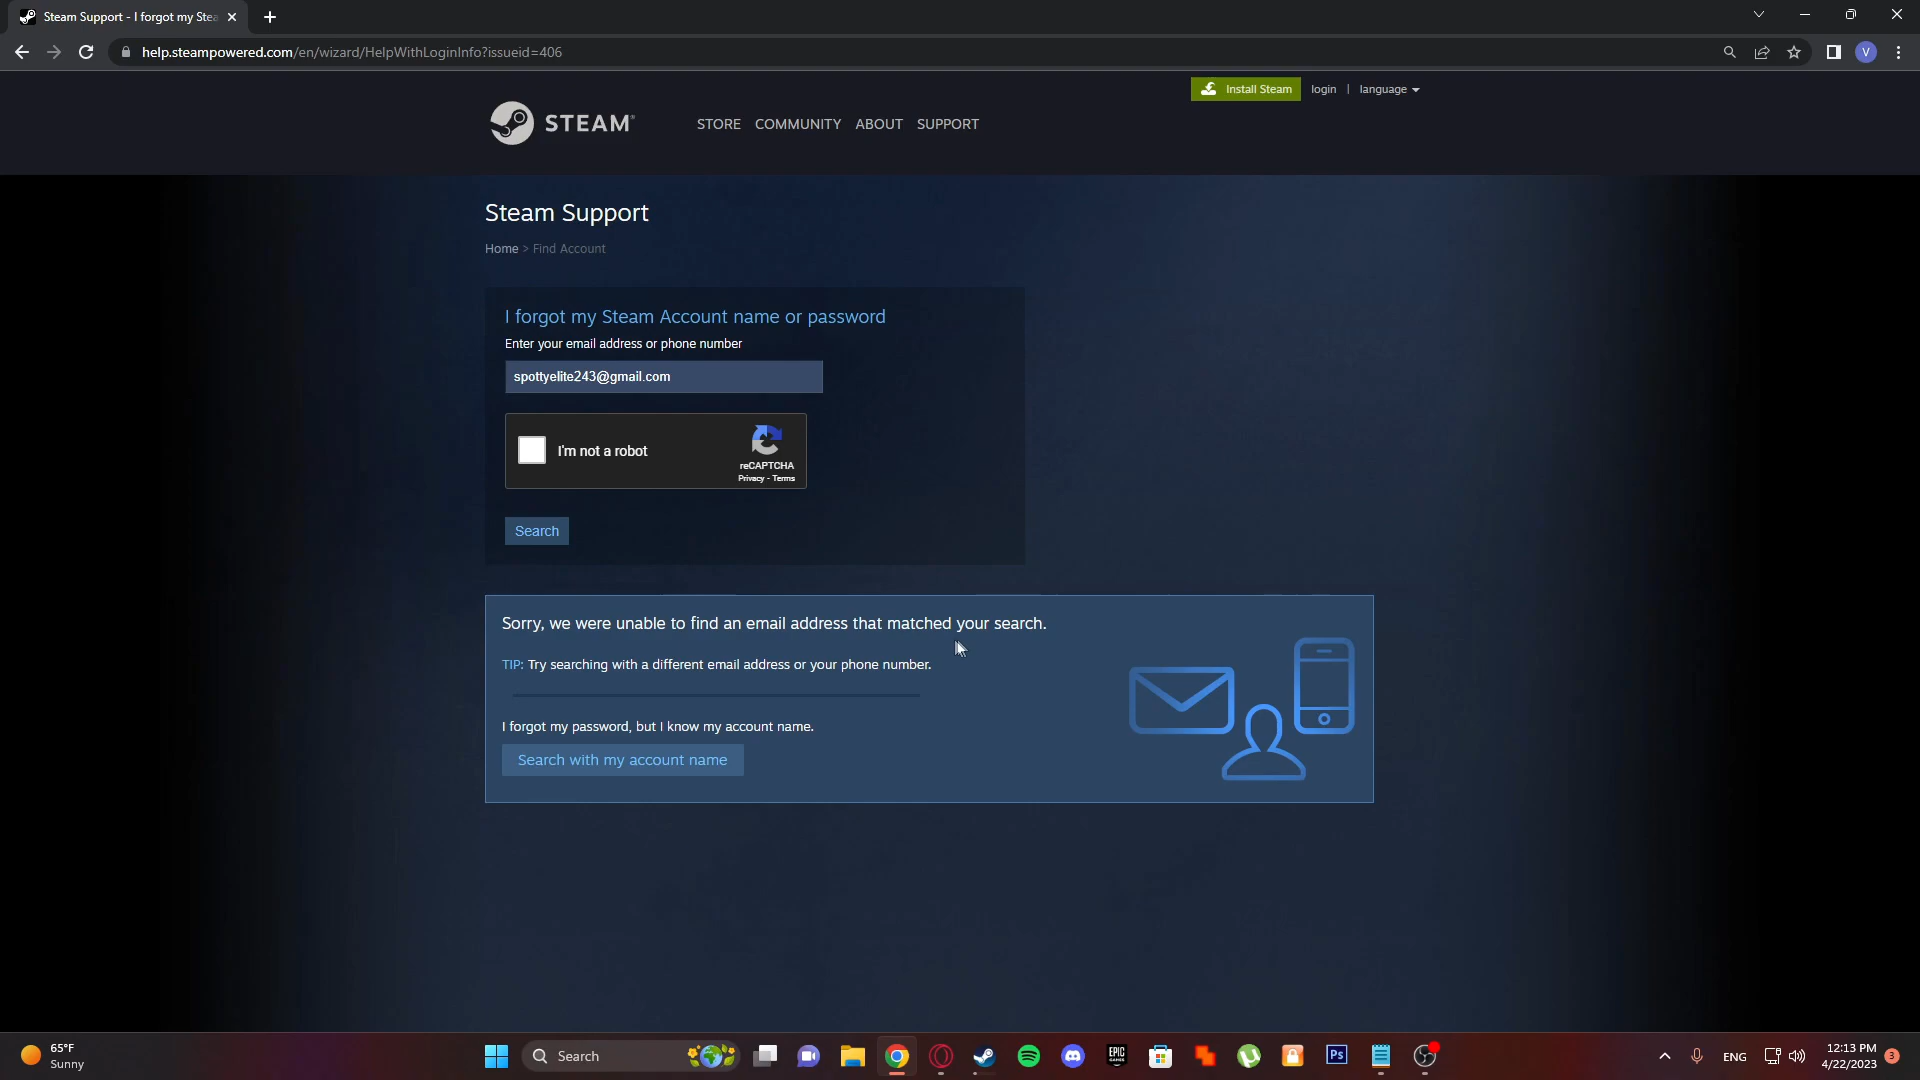 Steam Support - I forgot my Stea
help.steampowered.com/en/wizard/HelpWithLoginInfo?issueid=406
V
Install Steam
login | language
STEAM®
STORE COMMUNITY ABOUT SUPPORT
Steam Support
Home > Find Account
I forgot my Steam Account name or password
Enter your email address or phone number
spottyelite243@gmail.com
I'm not a robot
reCAPTCHA
Privacy - Terms
Search
Sorry, we were unable to find an email address that matched your search.
TIP: Try searching with a different email address or your phone number.
I forgot my password, but I know my account name.
Search with my account name
65°F
Sunny
Search
EPIC
GAMES
Ps
ENG
12:13 PM
4/22/2023
3